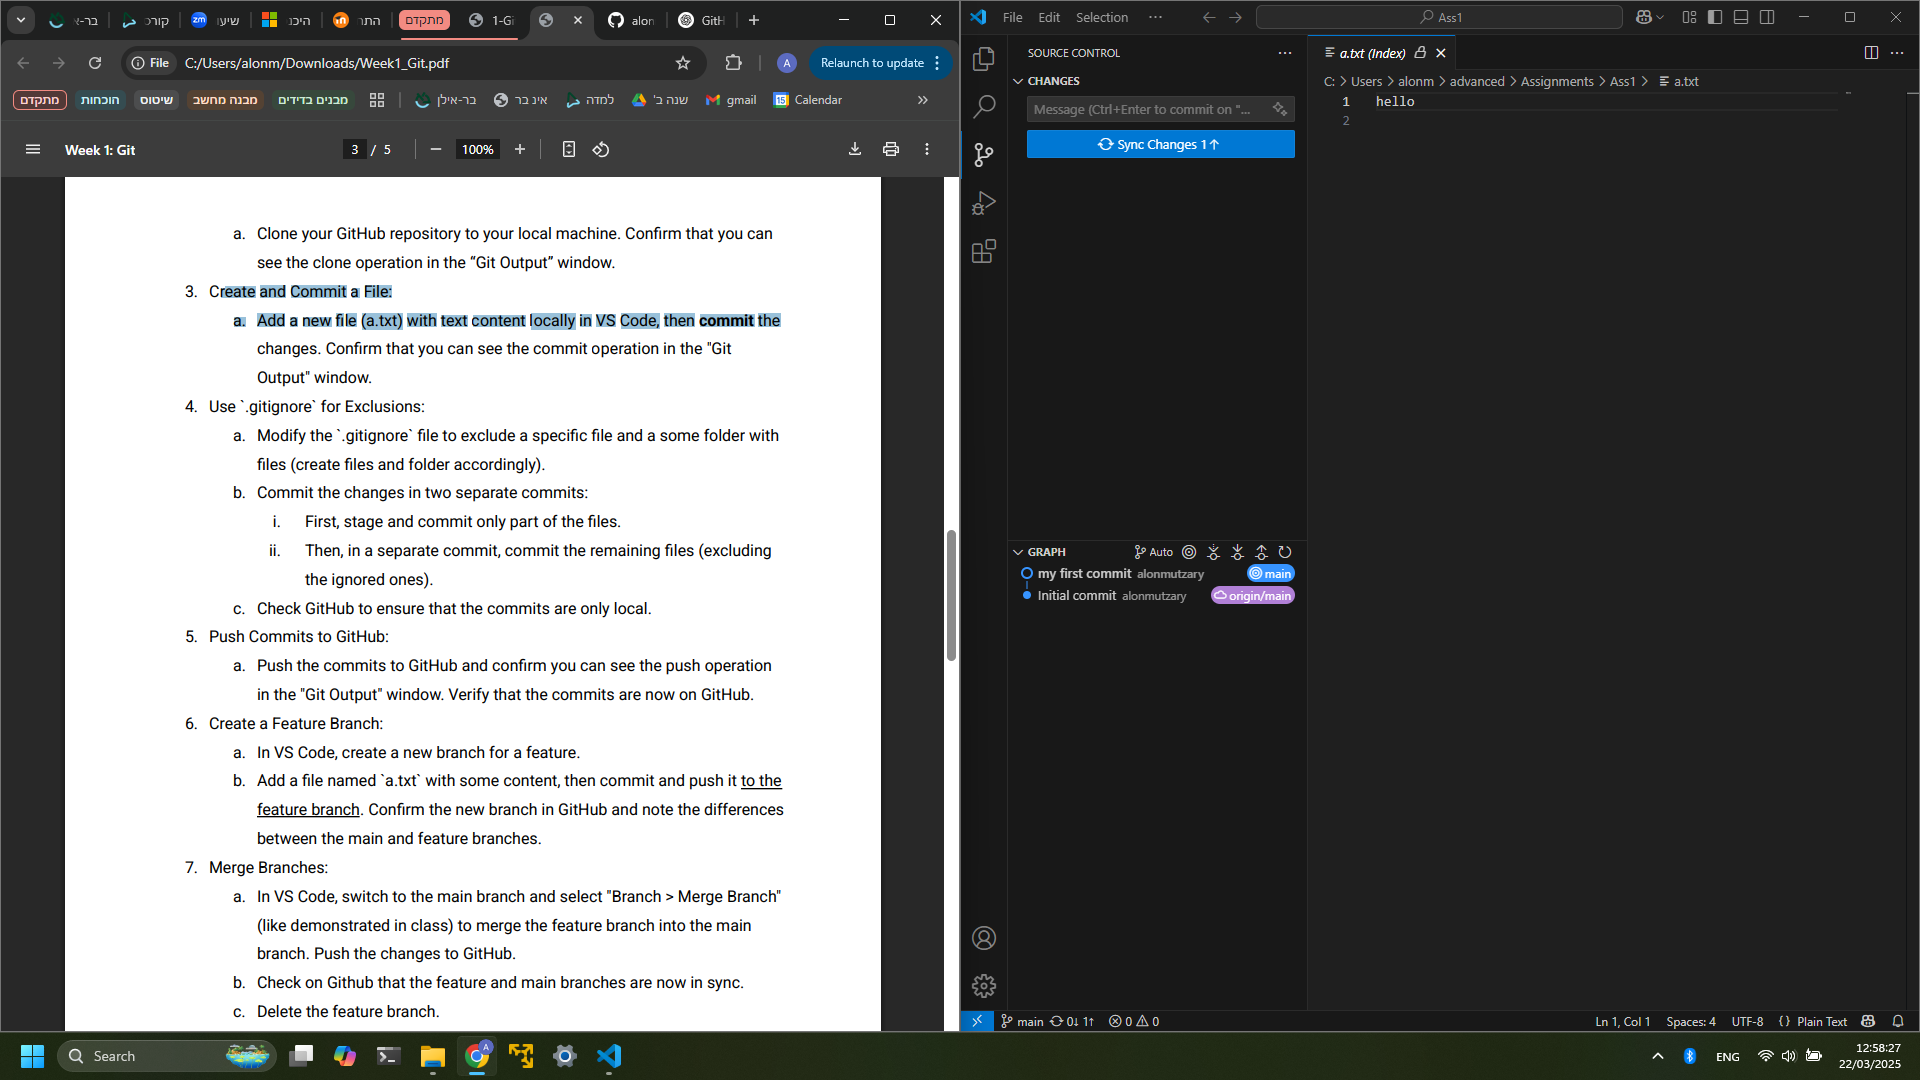 בר-א
קורס
zm שיעו
היכנ
התר
מתקדם
1-Gi
alon
GitH
File C:/Users/alonm/Downloads/Week1_Git.pdf
A
Relaunch to update
מתקדם
הוכחות
שיטוס
מבנה מחשב
מבנים בדידים
בר-אילן
אינ בר
למדה
שנה ב'
gmail
Calendar
Week 1: Git
3 / 5
100%
a. Clone your GitHub repository to your local machine. Confirm that you can
see the clone operation in the “Git Output” window.
3. Create and Commit a File:
a. Add a new file (a.txt) with text content locally in VS Code, then commit the
changes. Confirm that you can see the commit operation in the "Git
Output" window.
4. Use `.gitignore` for Exclusions:
a. Modify the `.gitignore` file to exclude a specific file and a some folder with
files (create files and folder accordingly).
b. Commit the changes in two separate commits:
i. First, stage and commit only part of the files.
ii. Then, in a separate commit, commit the remaining files (excluding
the ignored ones).
c. Check GitHub to ensure that the commits are only local.
5. Push Commits to GitHub:
a. Push the commits to GitHub and confirm you can see the push operation
in the "Git Output" window. Verify that the commits are now on GitHub.
6. Create a Feature Branch:
a. In VS Code, create a new branch for a feature.
b. Add a file named `a.txt` with some content, then commit and push it to the
feature branch. Confirm the new branch in GitHub and note the differences
between the main and feature branches.
7. Merge Branches:
a. In VS Code, switch to the main branch and select "Branch > Merge Branch"
(like demonstrated in class) to merge the feature branch into the main
branch. Push the changes to GitHub.
b. Check on Github that the feature and main branches are now in sync.
c. Delete the feature branch.
File Edit Selection ···
Ass1
SOURCE CONTROL
CHANGES
Message (Ctrl+Enter to commit on "...
Sync Changes 1↑
GRAPH
Auto
my first commit alonmutzary main
Initial commit alonmutzary origin/main
a.txt (Index)
C: > Users > alonm > advanced > Assignments > Ass1 > a.txt
1 hello
2
main 0↓ 1↑ 0 0
Ln 1, Col 1 Spaces: 4 UTF-8 {} Plain Text
Search
A
ENG
12:58:27
22/03/2025